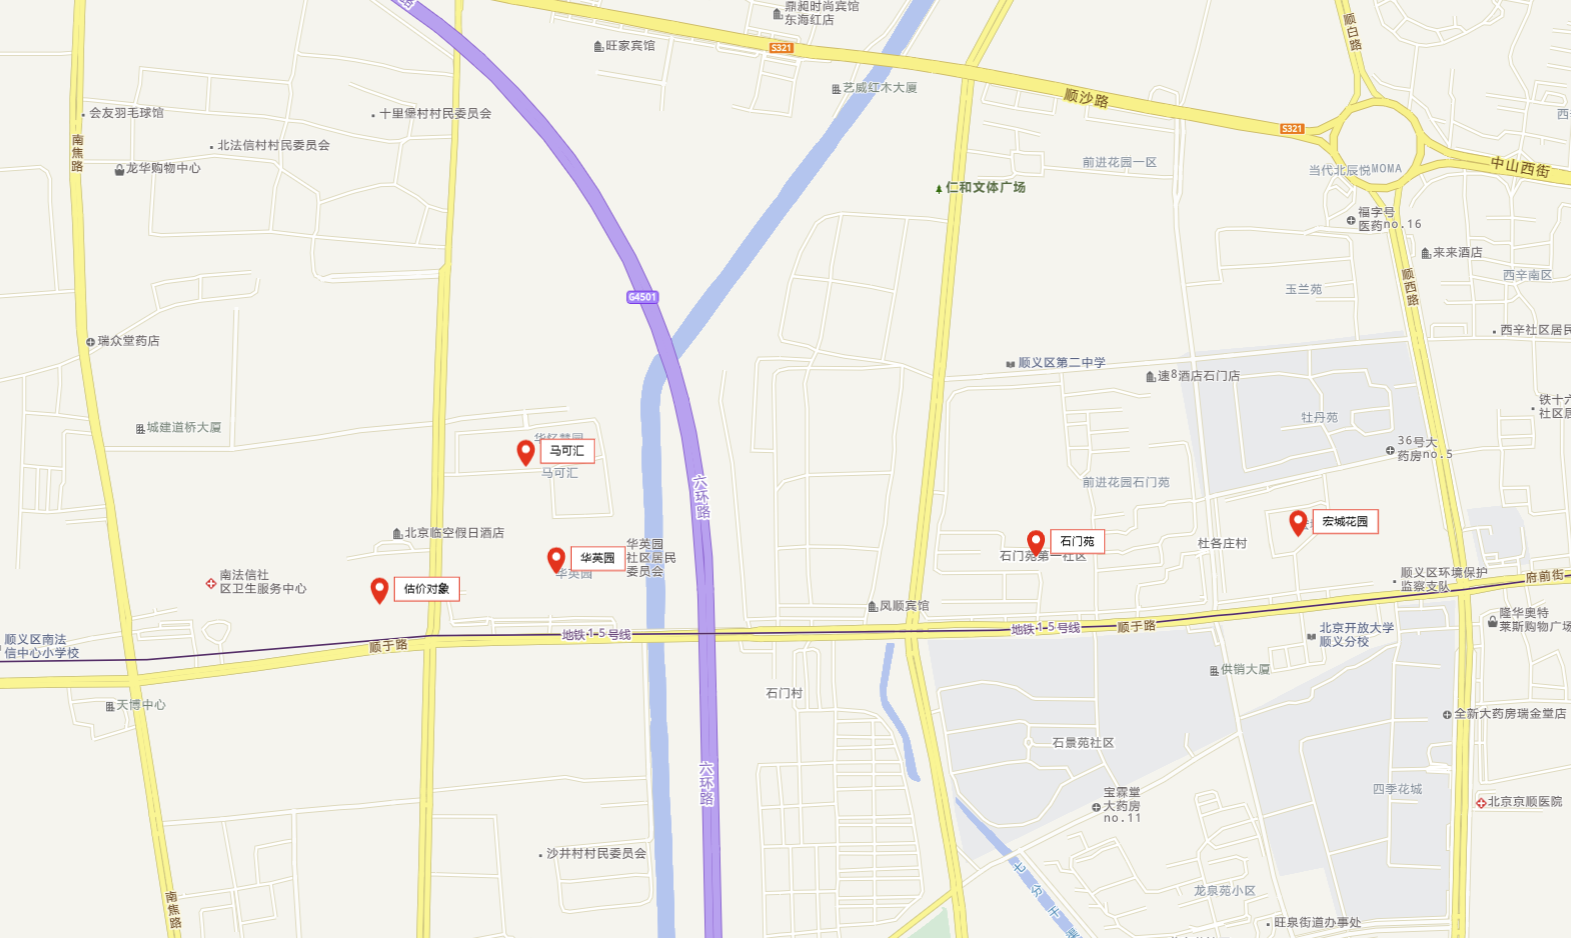 鼎昶时尚宾馆
东海红店
旺家宾馆
S321
艺威红木大厦
顺沙路
S321
顺白路
中山西街
当代北辰悦MOMA
前进花园一区
仁和文体广场
福字号
医药no.16
来来酒店
西辛南区
顺西路
玉兰苑
西辛社区居民
会友羽毛球馆
十里堡村村民委员会
南焦路
北法信村村民委员会
龙华购物中心
G4501
瑞众堂药店
顺义区第二中学
速8酒店石门店
牡丹苑
铁十六
社区居
36号大
药房no.5
城建道桥大厦
马可汇
马可汇
六环路
前进花园石门苑
宏城花园
石门苑
石门苑第一社区
杜各庄村
北京临空假日酒店
华英园
华英园
华英园
社区居民
委员会
南法信社
区卫生服务中心
估价对象
凤顺宾馆
顺义区环境保护
监察支队
府前街
顺义区南法
信中心小学校
顺于路
地铁15号线
地铁15号线
顺于路
北京开放大学
顺义分校
隆华奥特
莱斯购物广场
供销大厦
天博中心
石门村
石景苑社区
全新大药房瑞金堂店
六环路
宝霖堂
大药房
no.11
四季花城
北京京顺医院
沙井村村民委员会
七分干
龙泉苑小区
南焦路
旺泉街道办事处